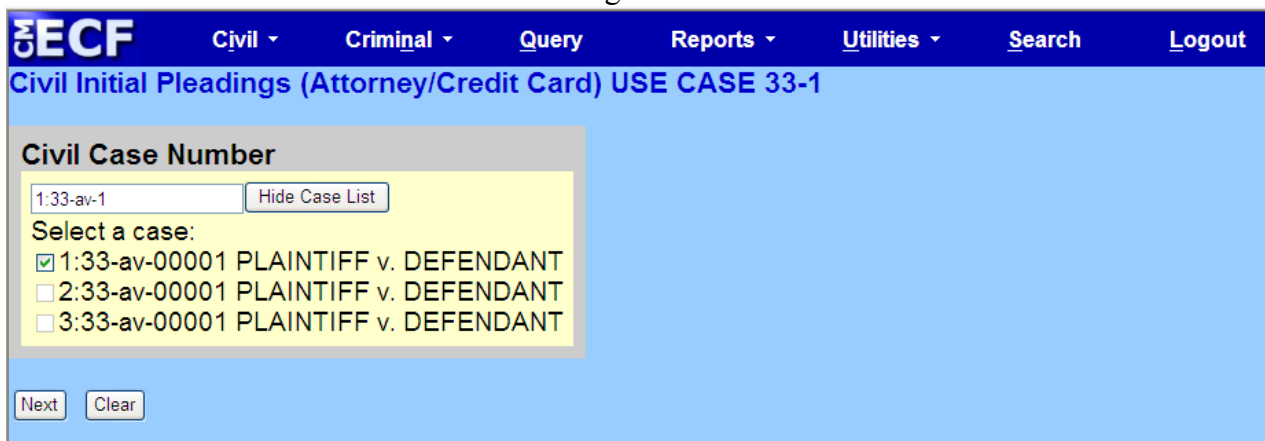 CM ECF Civil Criminal Query Reports Utilities Search Logout
Civil Initial Pleadings (Attorney/Credit Card) USE CASE 33-1
Civil Case Number
1:33-av-1 Hide Case List
Select a case:
1:33-av-00001 PLAINTIFF v. DEFENDANT
2:33-av-00001 PLAINTIFF v. DEFENDANT
3:33-av-00001 PLAINTIFF v. DEFENDANT
Next Clear